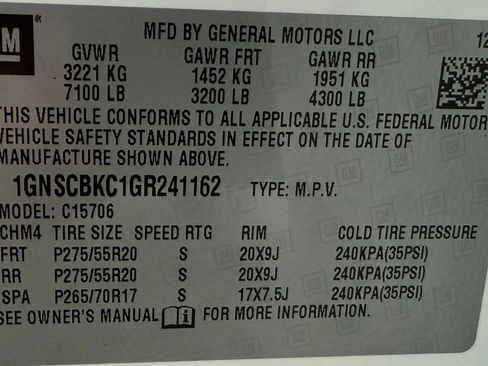 GM
MFD BY GENERAL MOTORS LLC 12
GVWR GAWR FRT GAWR RR
3221 KG 1452 KG 1951 KG
7100 LB 3200 LB 4300 LB
THIS VEHICLE CONFORMS TO ALL APPLICABLE U.S. FEDERAL MOTOR
VEHICLE SAFETY STANDARDS IN EFFECT ON THE DATE OF
MANUFACTURE SHOWN ABOVE.
1GNSCBKC1GR241162 TYPE: M.P.V.
MODEL: C15706
CHM4 TIRE SIZE SPEED RTG RIM COLD TIRE PRESSURE
FRT P275/55R20 S 20X9J 240KPA(35PSI)
RR P275/55R20 S 20X9J 240KPA(35PSI)
SPA P265/70R17 S 17X7.5J 240KPA(35PSI)
SEE OWNER'S MANUAL FOR MORE INFORMATION.